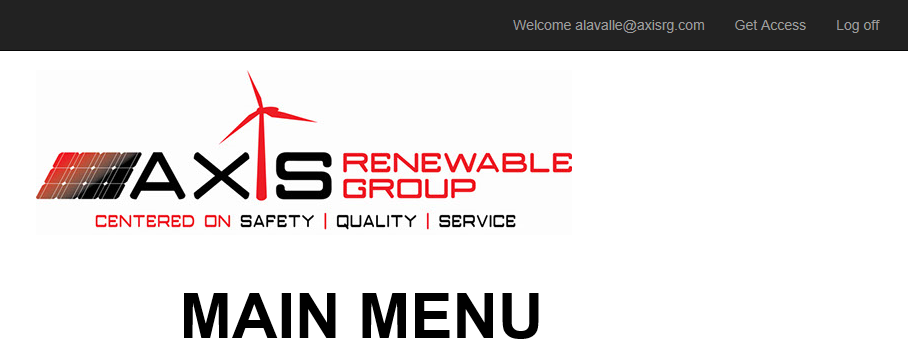 Welcome alavalle@axisrg.com Get Access Log off
AXIS RENEWABLE
GROUP
CENTERED ON SAFETY | QUALITY | SERVICE
MAIN MENU